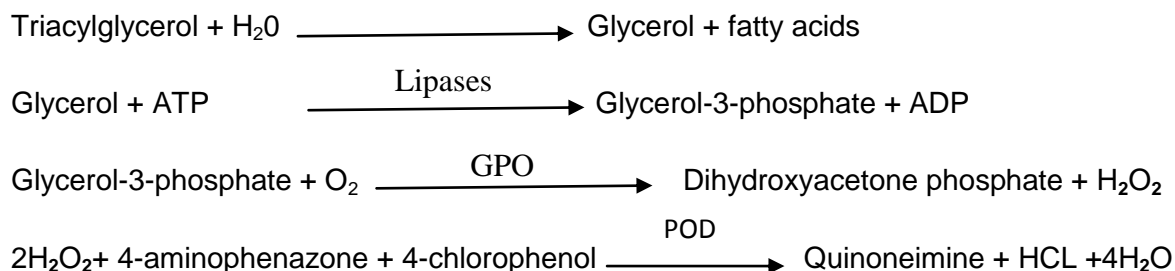 Triacylglycerol + H₂0 Glycerol + fatty acids
Lipases
Glycerol + ATP Glycerol-3-phosphate + ADP
GPO
Glycerol-3-phosphate + O₂ Dihydroxyacetone phosphate + H₂O₂
POD
2H₂O₂+ 4-aminophenazone + 4-chlorophenol Quinoneimine + HCL +4H₂O